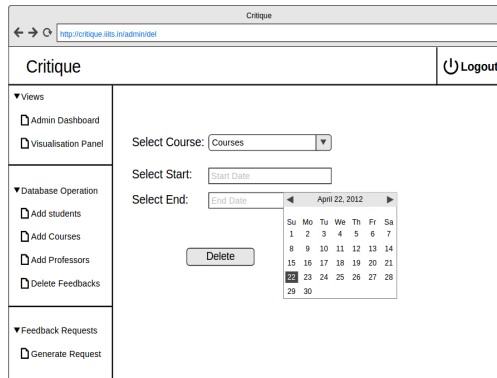 Critique
http://critique.iiits.in/admin/del
Critique
Logout
Views
Admin Dashboard
Visualisation Panel
Database Operation
Add students
Add Courses
Add Professors
Delete Feedbacks
Feedback Requests
Generate Request
Select Course: Courses
Select Start: Start Date
Select End: End Date
Delete
April 22, 2012
Su Mo Tu We Th Fr Sa
1 2 3 4 5 6 7
8 9 10 11 12 13 14
15 16 17 18 19 20 21
22 23 24 25 26 27 28
29 30